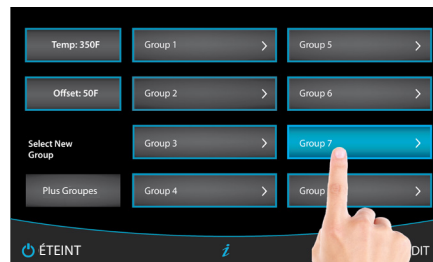 Temp: 350F
Group 1
Group 5
Offset: 50F
Group 2
Group 6
Select New
Group
Group 3
Group 7
Plus Groupes
Group 4
Group
ÉTEINT
i
DIT